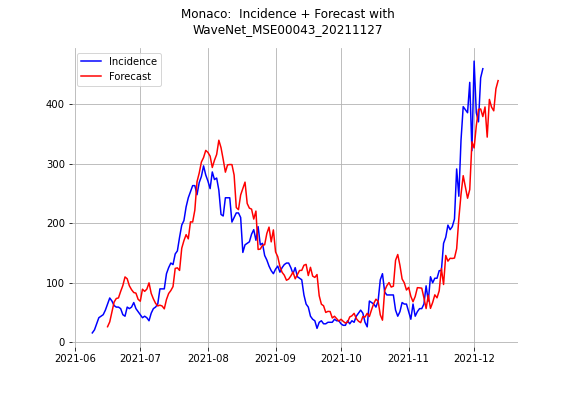 Monaco: Incidence + Forecast with
WaveNet_MSE00043_20211127
Incidence
Forecast
400
300
200
100
0
2021-06 2021-07 2021-08 2021-09 2021-10 2021-11 2021-12